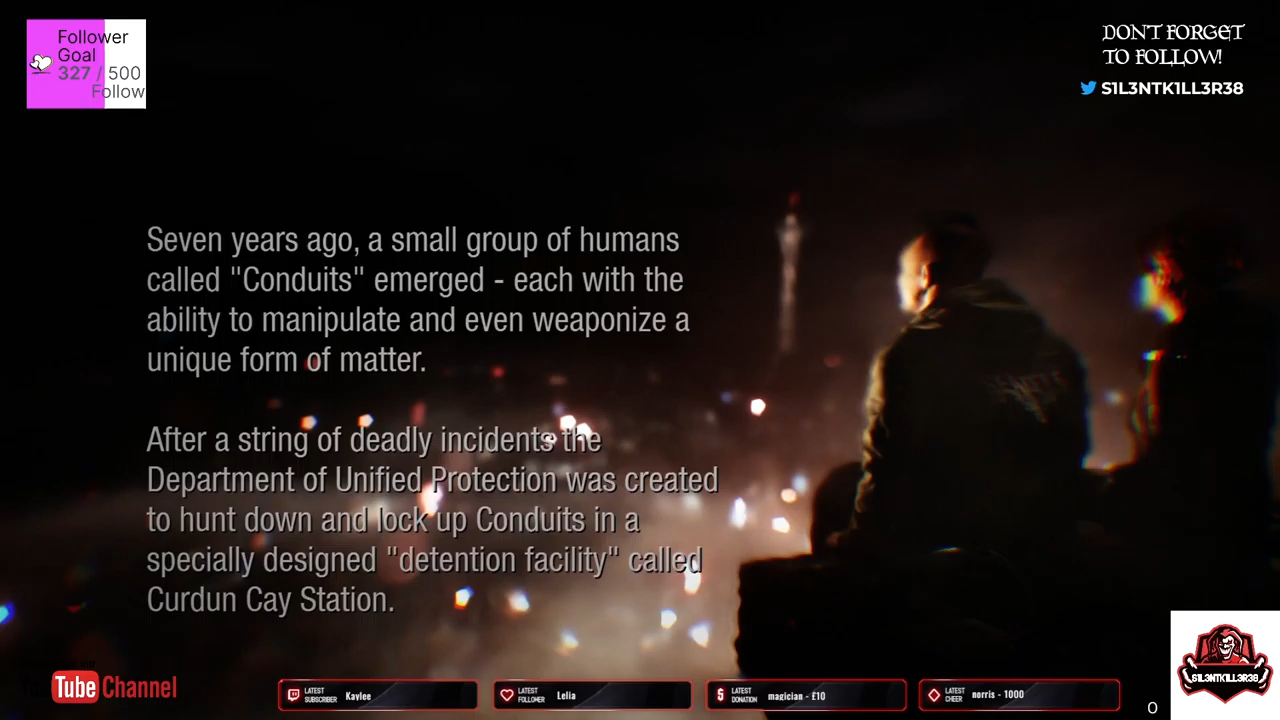 Follower
Goal
327 / 500
Follow
DONT FORGET
TO FOLLOW!
S1L3NTK1LL3R38
Seven years ago, a small group of humans
called "Conduits" emerged - each with the
ability to manipulate and even weaponize a
unique form of matter.
After a string of deadly incidents the
Department of Unified Protection was created
to hunt down and lock up Conduits in a
specially designed "detention facility" called
Curdun Cay Station.
YouTube Channel
LATEST SUBSCRIBER Kaylee
LATEST FOLLOWER Lelia
LATEST DONATION magician - £10
LATEST CHEER norris - 1000
0
S1L3NTK1LL3R38